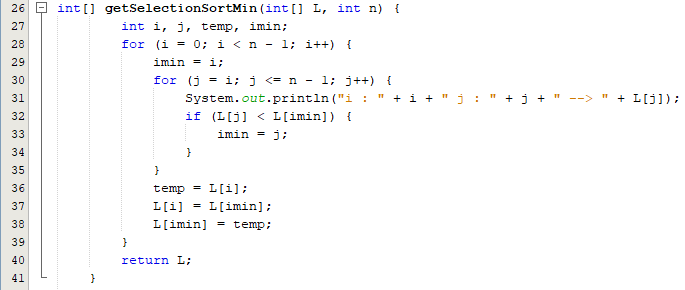 26 int[] getSelectionSortMin(int[] L, int n) {
27 int i, j, temp, imin;
28 for (i = 0; i < n - 1; i++) {
29 imin = i;
30 for (j = i; j <= n - 1; j++) {
31 System.out.println("i : " + i + " j : " + j + " --> " + L[j]);
32 if (L[j] < L[imin]) {
33 imin = j;
34 }
35 }
36 temp = L[i];
37 L[i] = L[imin];
38 L[imin] = temp;
39 }
40 return L;
41 }